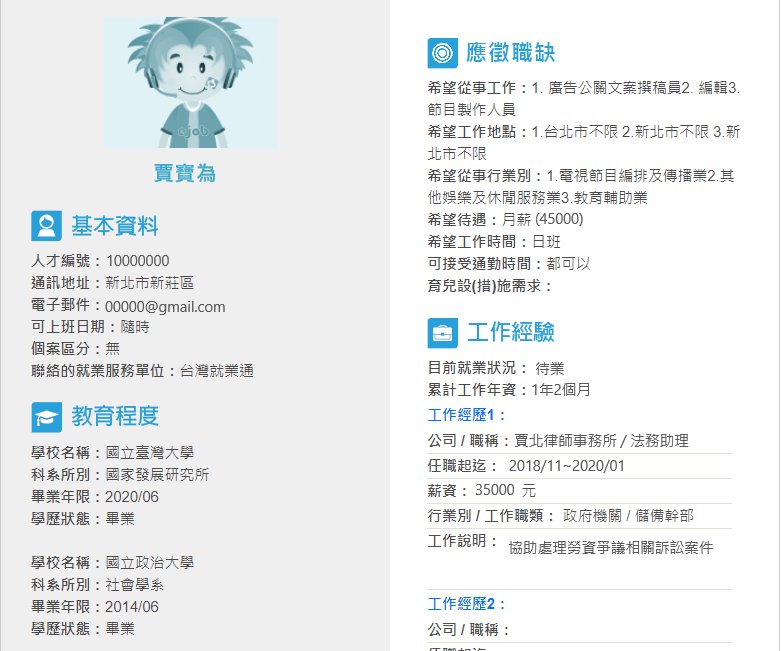 ejob
賈寶為
基本資料
人才編號：10000000
通訊地址：新北市新莊區
電子郵件：00000@gmail.com
可上班日期：隨時
個案區分：無
聯絡的就業服務單位：台灣就業通
教育程度
學校名稱：國立臺灣大學
科系所別：國家發展研究所
畢業年限：2020/06
學歷狀態：畢業
學校名稱：國立政治大學
科系所別：社會學系
畢業年限：2014/06
學歷狀態：畢業
應徵職缺
希望從事工作：1. 廣告公關文案撰稿員2. 編輯3.
節目製作人員
希望工作地點：1.台北市不限 2.新北市不限 3.新
北市不限
希望從事行業別：1.電視節目編排及傳播業2.其
他娛樂及休閒服務業3.教育輔助業
希望待遇：月薪 (45000)
希望工作時間：日班
可接受通勤時間：都可以
育兒設(措)施需求：
工作經驗
目前就業狀況： 待業
累計工作年資：1年2個月
工作經歷1：
公司 / 職稱：賈北律師事務所 / 法務助理
任職起迄： 2018/11~2020/01
薪資： 35000 元
行業別 / 工作職類： 政府機關 / 儲備幹部
工作說明： 協助處理勞資爭議相關訴訟案件
工作經歷2：
公司 / 職稱：